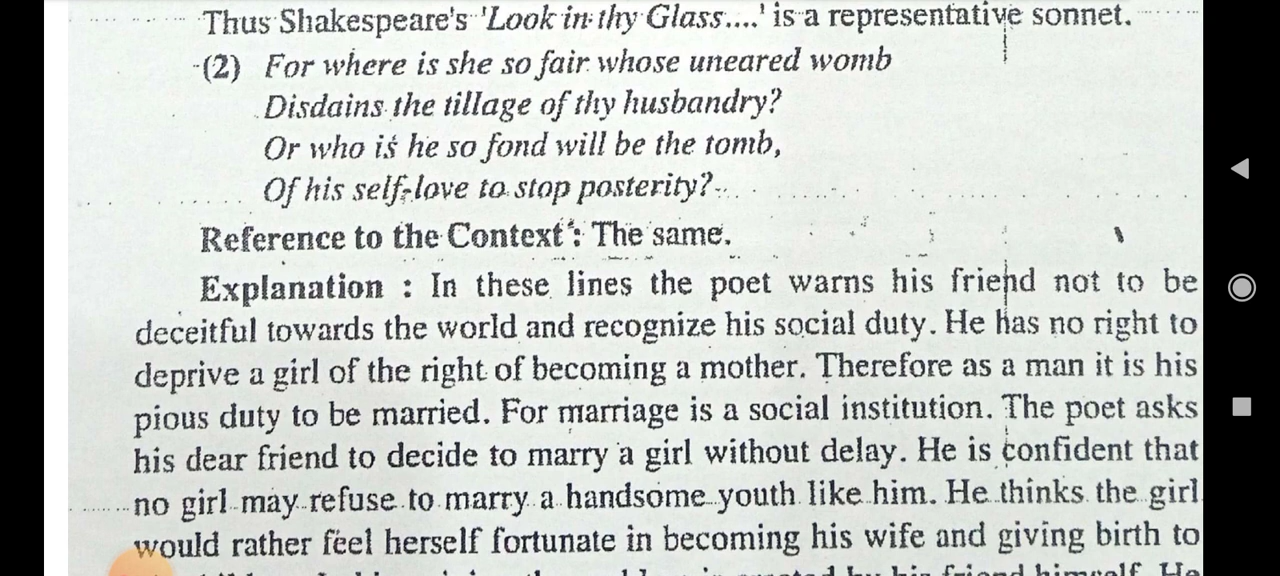 Thus Shakespeare's 'Look in thy Glass....' is a representative sonnet.
(2) For where is she so fair whose uneared womb
Disdains the tillage of thy husbandry?
Or who is he so fond will be the tomb,
Of his self-love to stop posterity?
Reference to the Context : The same.
Explanation : In these lines the poet warns his friend not to be
deceitful towards the world and recognize his social duty. He has no right to
deprive a girl of the right of becoming a mother. Therefore as a man it is his
pious duty to be married. For marriage is a social institution. The poet asks
his dear friend to decide to marry a girl without delay. He is confident that
no girl may refuse to marry a handsome youth like him. He thinks the girl
would rather feel herself fortunate in becoming his wife and giving birth to
by his friend himself. He